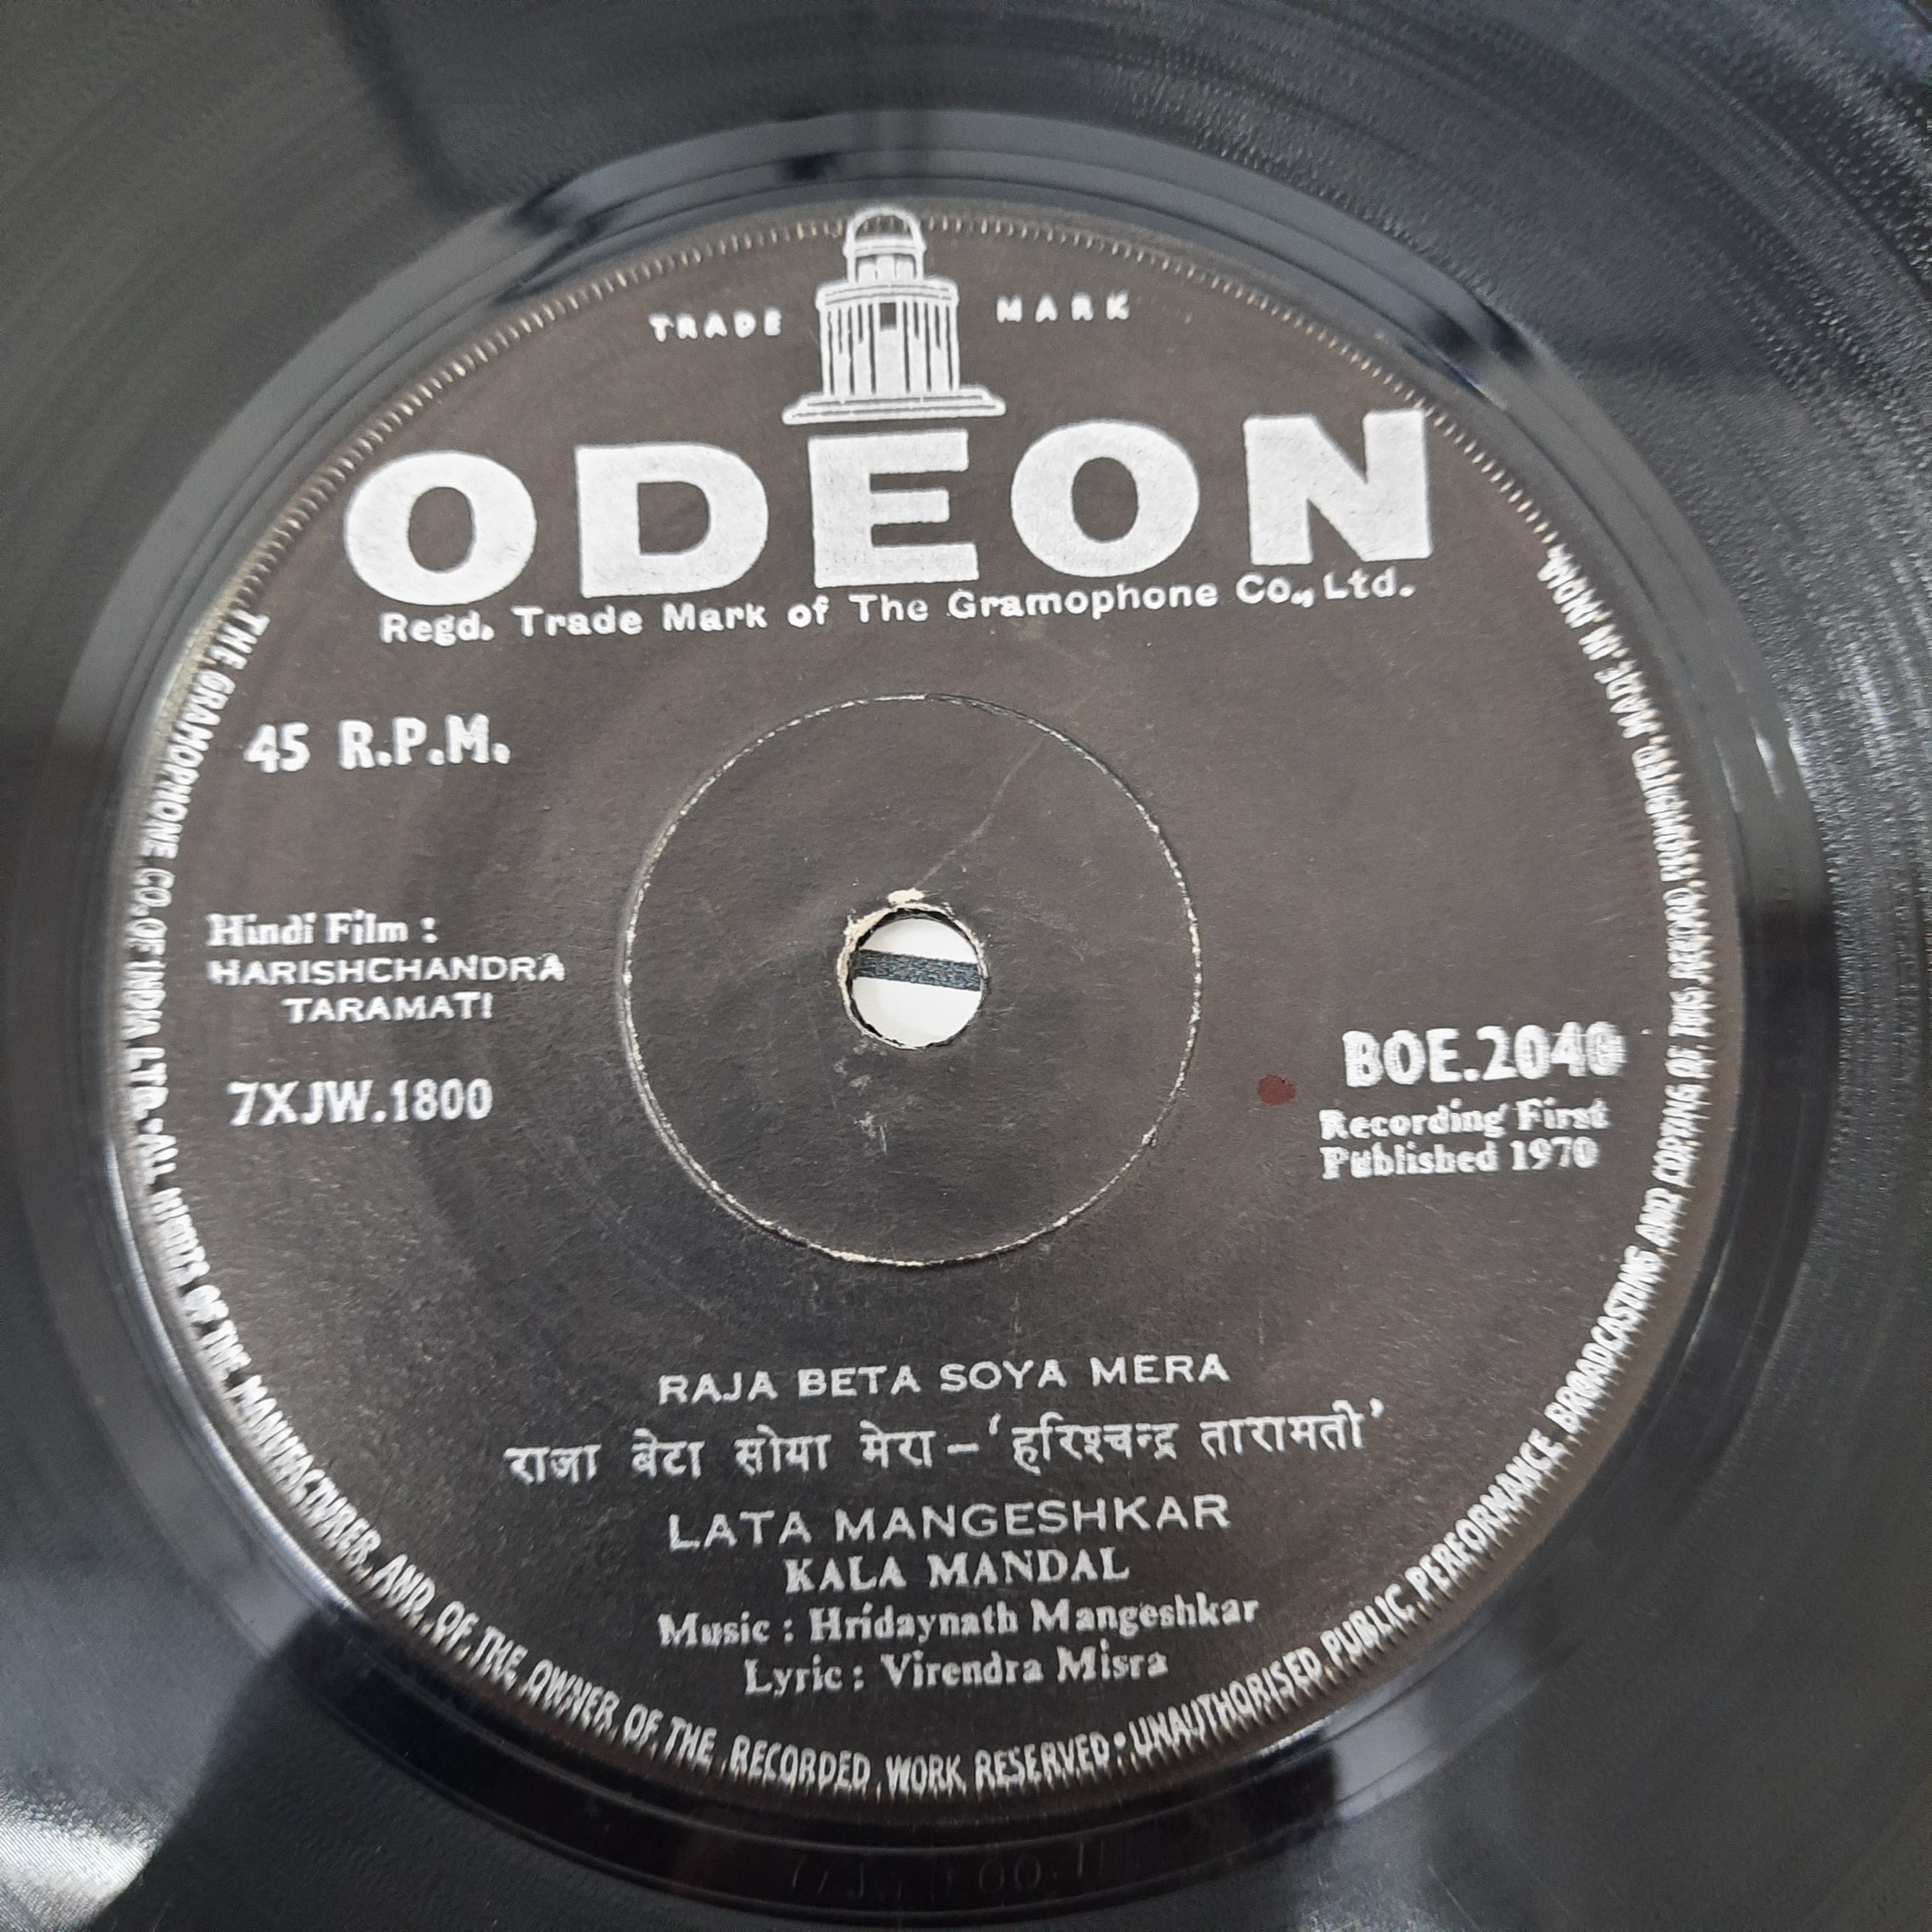 TRADE MARK
ODEON
Regd. Trade Mark of The Gramophone Co., Ltd.
45 R.P.M.
Hindi Film :
HARISHCHANDRA
TARAMATI
7XJW.1800
BOE.2040
Recording First
Published 1970
RAJA BETA SOYA MERA
राजा बेटा सोया मेरा – ‘हरिश्चन्द्र तारामती’
LATA MANGESHKAR
KALA MANDAL
Music : Hridaynath Mangeshkar
Lyric : Virendra Misra
THE GRAMOPHONE CO. OF INDIA LTD. • ALL RIGHTS OF THE MANUFACTURER AND OF THE OWNER OF THE RECORDED WORK RESERVED • UNAUTHORISED PUBLIC PERFORMANCE BROADCASTING AND COPYING OF THIS RECORD PROHIBITED. MADE IN INDIA.